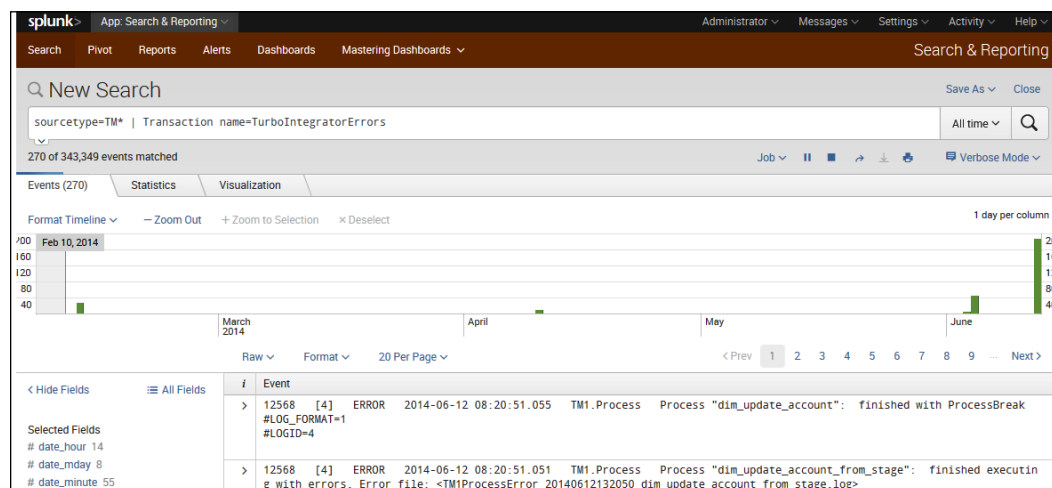 splunk> App: Search & Reporting Administrator Messages Settings Activity Help
Search Pivot Reports Alerts Dashboards Mastering Dashboards Search & Reporting
New Search Save As Close
sourcetype=TM* | Transaction name=TurboIntegratorErrors All time
270 of 343,349 events matched Job Verbose Mode
Events (270) Statistics Visualization
Format Timeline — Zoom Out + Zoom to Selection × Deselect 1 day per column
Feb 10, 2014
160
120
80
40
March April May June
2014
Raw Format 20 Per Page < Prev 1 2 3 4 5 6 7 8 9 ... Next >
< Hide Fields All Fields i Event
> 12568 [4] ERROR 2014-06-12 08:20:51.055 TM1.Process Process "dim_update_account": finished with ProcessBreak
#LOG_FORMAT=1
#LOGID=4
Selected Fields
# date_hour 14
# date_mday 8
# date_minute 55
> 12568 [4] ERROR 2014-06-12 08:20:51.051 TM1.Process Process "dim_update_account_from_stage": finished executin
g with errors. Error file: <TM1ProcessError_20140612132050_dim_update_account_from_stage.log>